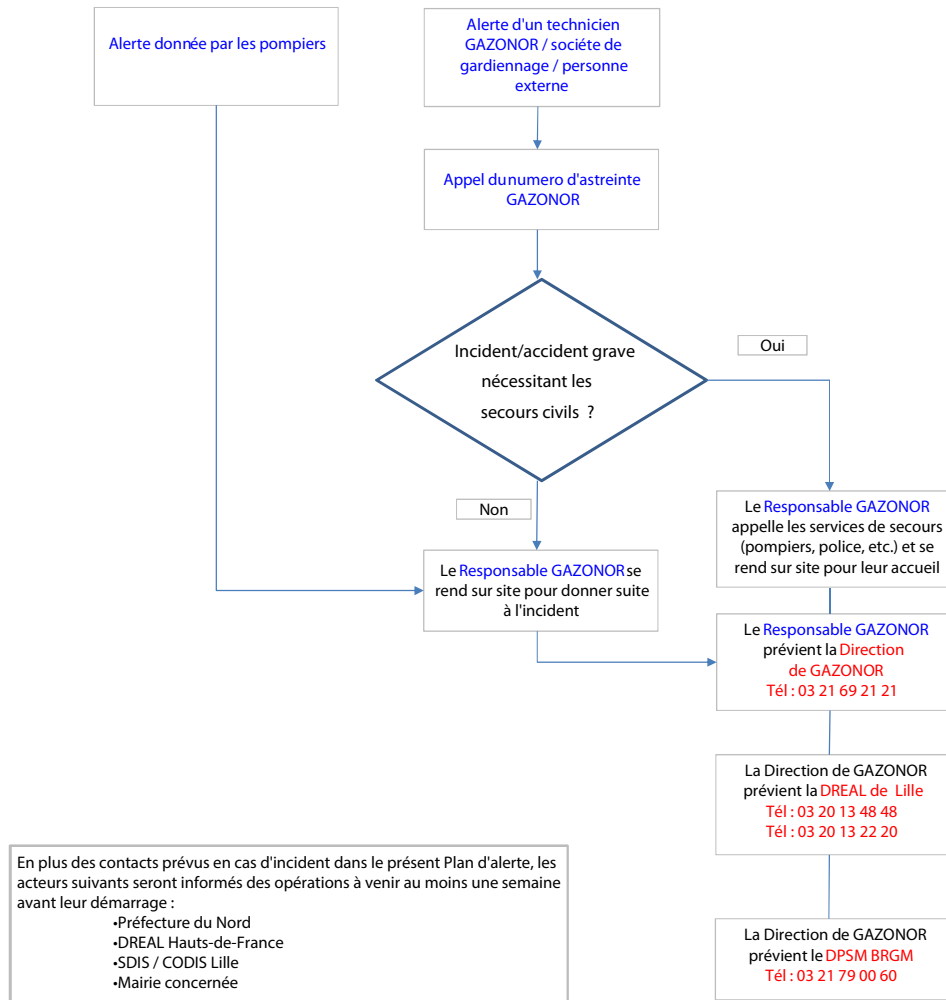 Alerte donnée par les pompiers
Alerte d'un technicien
GAZONOR / sociéte de
gardiennage / personne
externe
Appel dunumero d'astreinte
GAZONOR
Incident/accident grave
nécessitant les
secours civils ?
Oui
Non
Le Responsable GAZONOR
appelle les services de secours
(pompiers, police, etc.) et se
rend sur site pour leur accueil
Le Responsable GAZONOR se
rend sur site pour donner suite
à l'incident
Le Responsable GAZONOR
prévient la Direction
de GAZONOR
Tél : 03 21 69 21 21
La Direction de GAZONOR
prévient la DREAL de Lille
Tél : 03 20 13 48 48
Tél : 03 20 13 22 20
En plus des contacts prévus en cas d'incident dans le présent Plan d'alerte, les
acteurs suivants seront informés des opérations à venir au moins une semaine
avant leur démarrage :
•Préfecture du Nord
•DREAL Hauts-de-France
•SDIS / CODIS Lille
•Mairie concernée
La Direction de GAZONOR
prévient le DPSM BRGM
Tél : 03 21 79 00 60